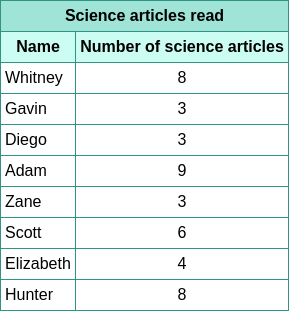 Science articles read
Name Number of science articles
Whitney 8
Gavin 3
Diego 3
Adam 9
Zane 3
Scott 6
Elizabeth 4
Hunter 8